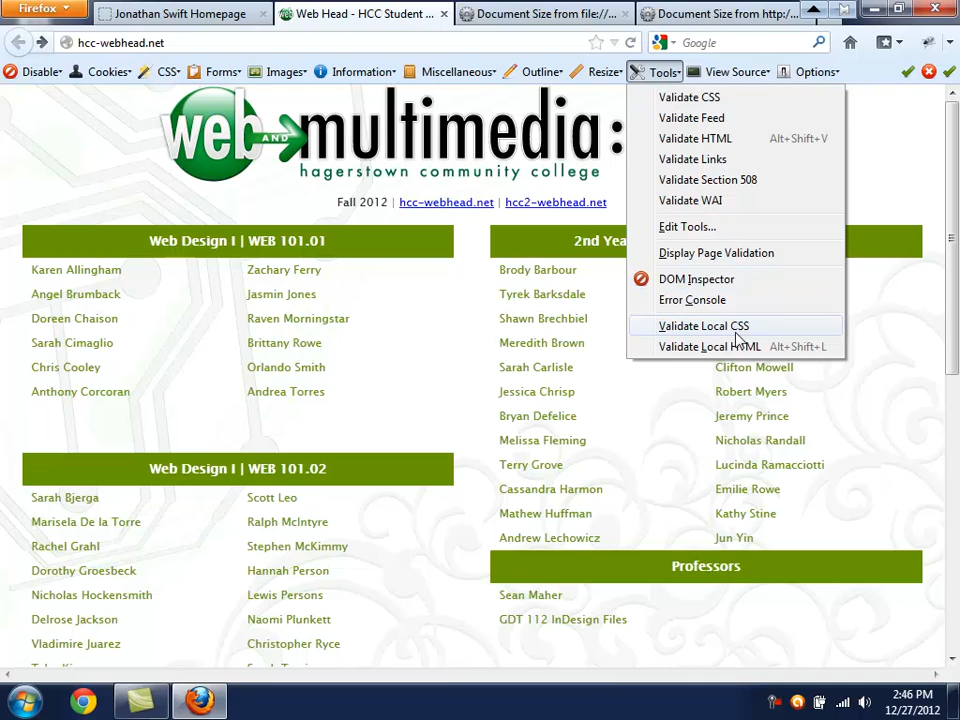 Firefox
Jonathan Swift Homepage
Web Head - HCC Student ...
Document Size from file://...
Document Size from http:/...
hcc-webhead.net
Google
Disable
Cookies
CSS
Forms
Images
Information
Miscellaneous
Outline
Resize
Tools
View Source
Options
Validate CSS
Validate Feed
Validate HTML Alt+Shift+V
Validate Links
Validate Section 508
Validate WAI
Edit Tools...
Display Page Validation
DOM Inspector
Error Console
Validate Local CSS
Validate Local HTML Alt+Shift+L
web AND multimedia:
hagerstown community college
Fall 2012 | hcc-webhead.net | hcc2-webhead.net
Web Design I | WEB 101.01
Karen Allingham Zachary Ferry
Angel Brumback Jasmin Jones
Doreen Chaison Raven Morningstar
Sarah Cimaglio Brittany Rowe
Chris Cooley Orlando Smith
Anthony Corcoran Andrea Torres
Web Design I | WEB 101.02
Sarah Bjerga Scott Leo
Marisela De la Torre Ralph McIntyre
Rachel Grahl Stephen McKimmy
Dorothy Groesbeck Hannah Person
Nicholas Hockensmith Lewis Persons
Delrose Jackson Naomi Plunkett
Vladimire Juarez Christopher Ryce
2nd Yea
Brody Barbour
Tyrek Barksdale
Shawn Brechbiel
Meredith Brown
Sarah Carlisle Clifton Mowell
Jessica Chrisp Robert Myers
Bryan Defelice Jeremy Prince
Melissa Fleming Nicholas Randall
Terry Grove Lucinda Ramacciotti
Cassandra Harmon Emilie Rowe
Mathew Huffman Kathy Stine
Andrew Lechowicz Jun Yin
Professors
Sean Maher
GDT 112 InDesign Files
2:46 PM
12/27/2012